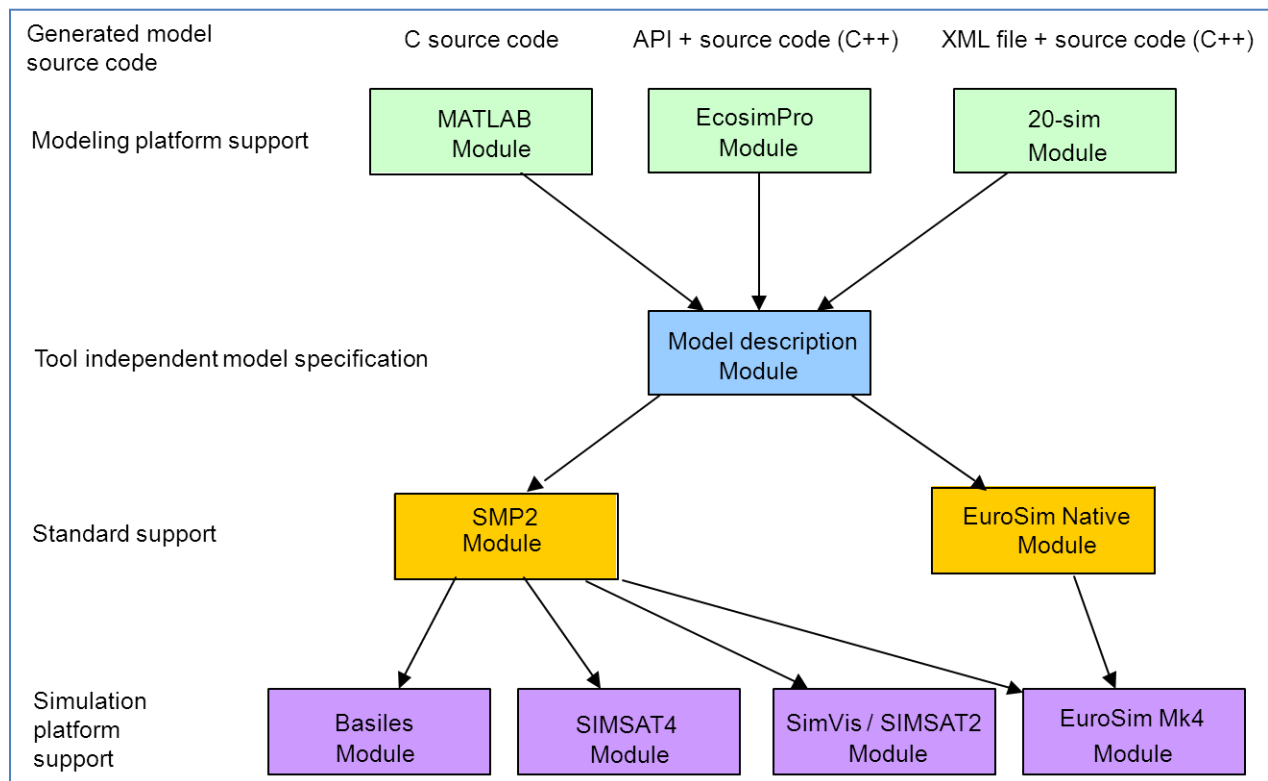 Generated model
source code
C source code
API + source code (C++)
XML file + source code (C++)
Modeling platform support
MATLAB
Module
EcosimPro
Module
20-sim
Module
Tool independent model specification
Model description
Module
Standard support
SMP2
Module
EuroSim Native
Module
Simulation
platform
support
Basiles
Module
SIMSAT4
Module
SimVis / SIMSAT2
Module
EuroSim Mk4
Module